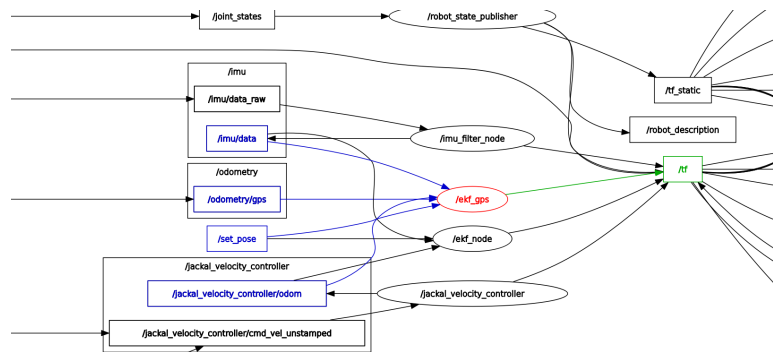 /joint_states
/robot_state_publisher
/imu
/tf_static
/imu/data_raw
/robot_description
/imu/data
/imu_filter_node
/odometry
/tf
/odometry/gps
/ekf_gps
/set_pose
/ekf_node
/jackal_velocity_controller
/jackal_velocity_controller/odom
/jackal_velocity_controller
/jackal_velocity_controller/cmd_vel_unstamped